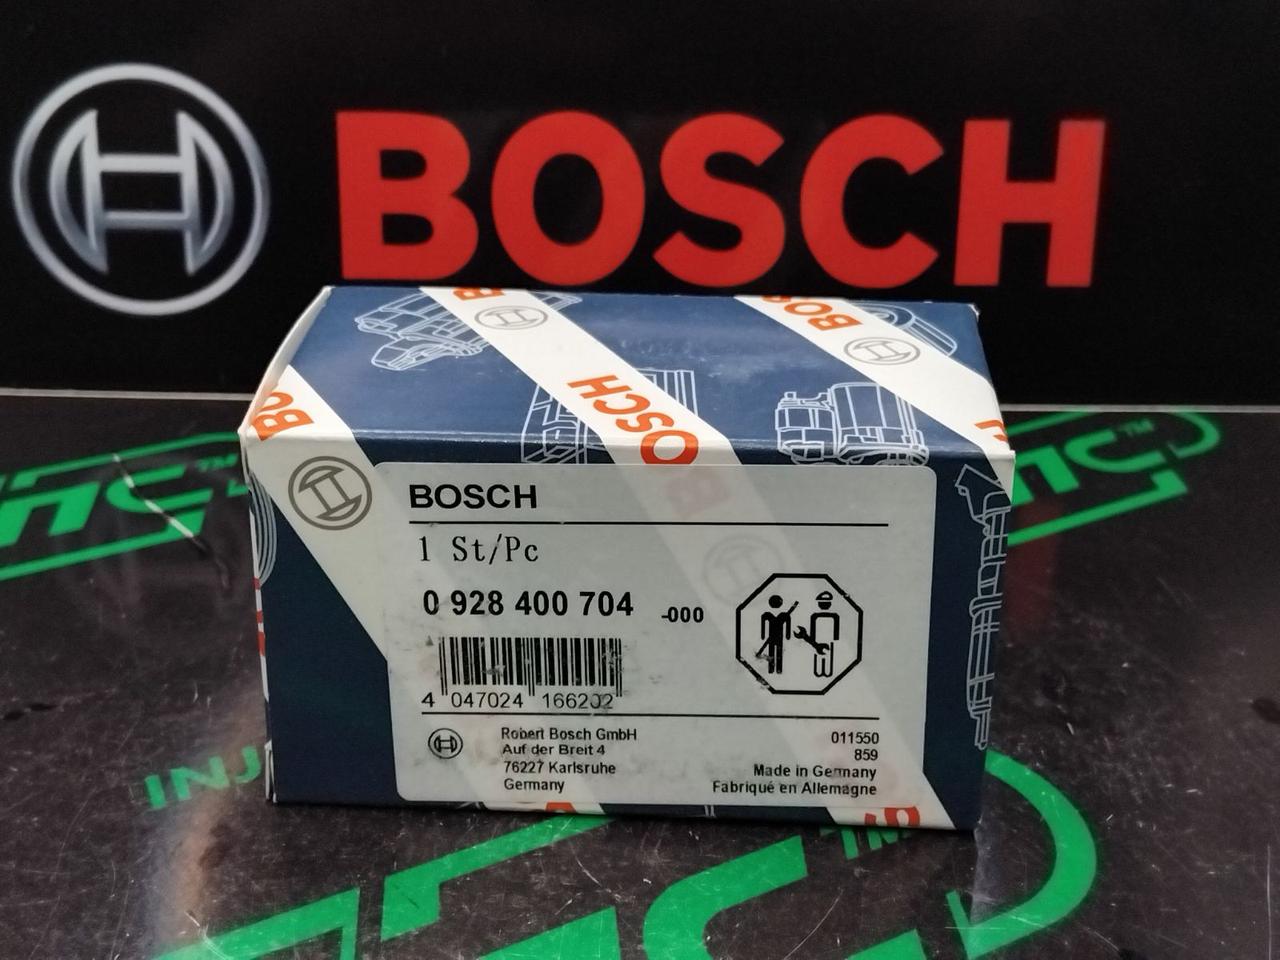 BOSCH
BOSCH
BOSCH
BOSCH
1 St/Pc
0 928 400 704 -000
4 047024 166202
Robert Bosch GmbH
Auf der Breit 4
76227 Karlsruhe
Germany
011550
859
Made in Germany
Fabriqué en Allemagne